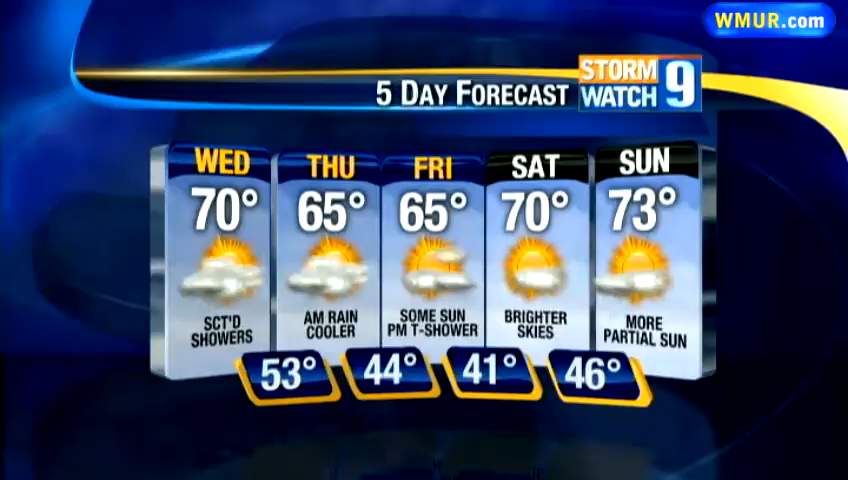 WMUR.com
5 DAY FORECAST
STORM
WATCH 9
WED
THU
FRI
SAT
SUN
70°
65°
65°
70°
73°
SCT'D
SHOWERS
AM RAIN
COOLER
SOME SUN
PM T-SHOWER
BRIGHTER
SKIES
MORE
PARTIAL SUN
53°
44°
41°
46°